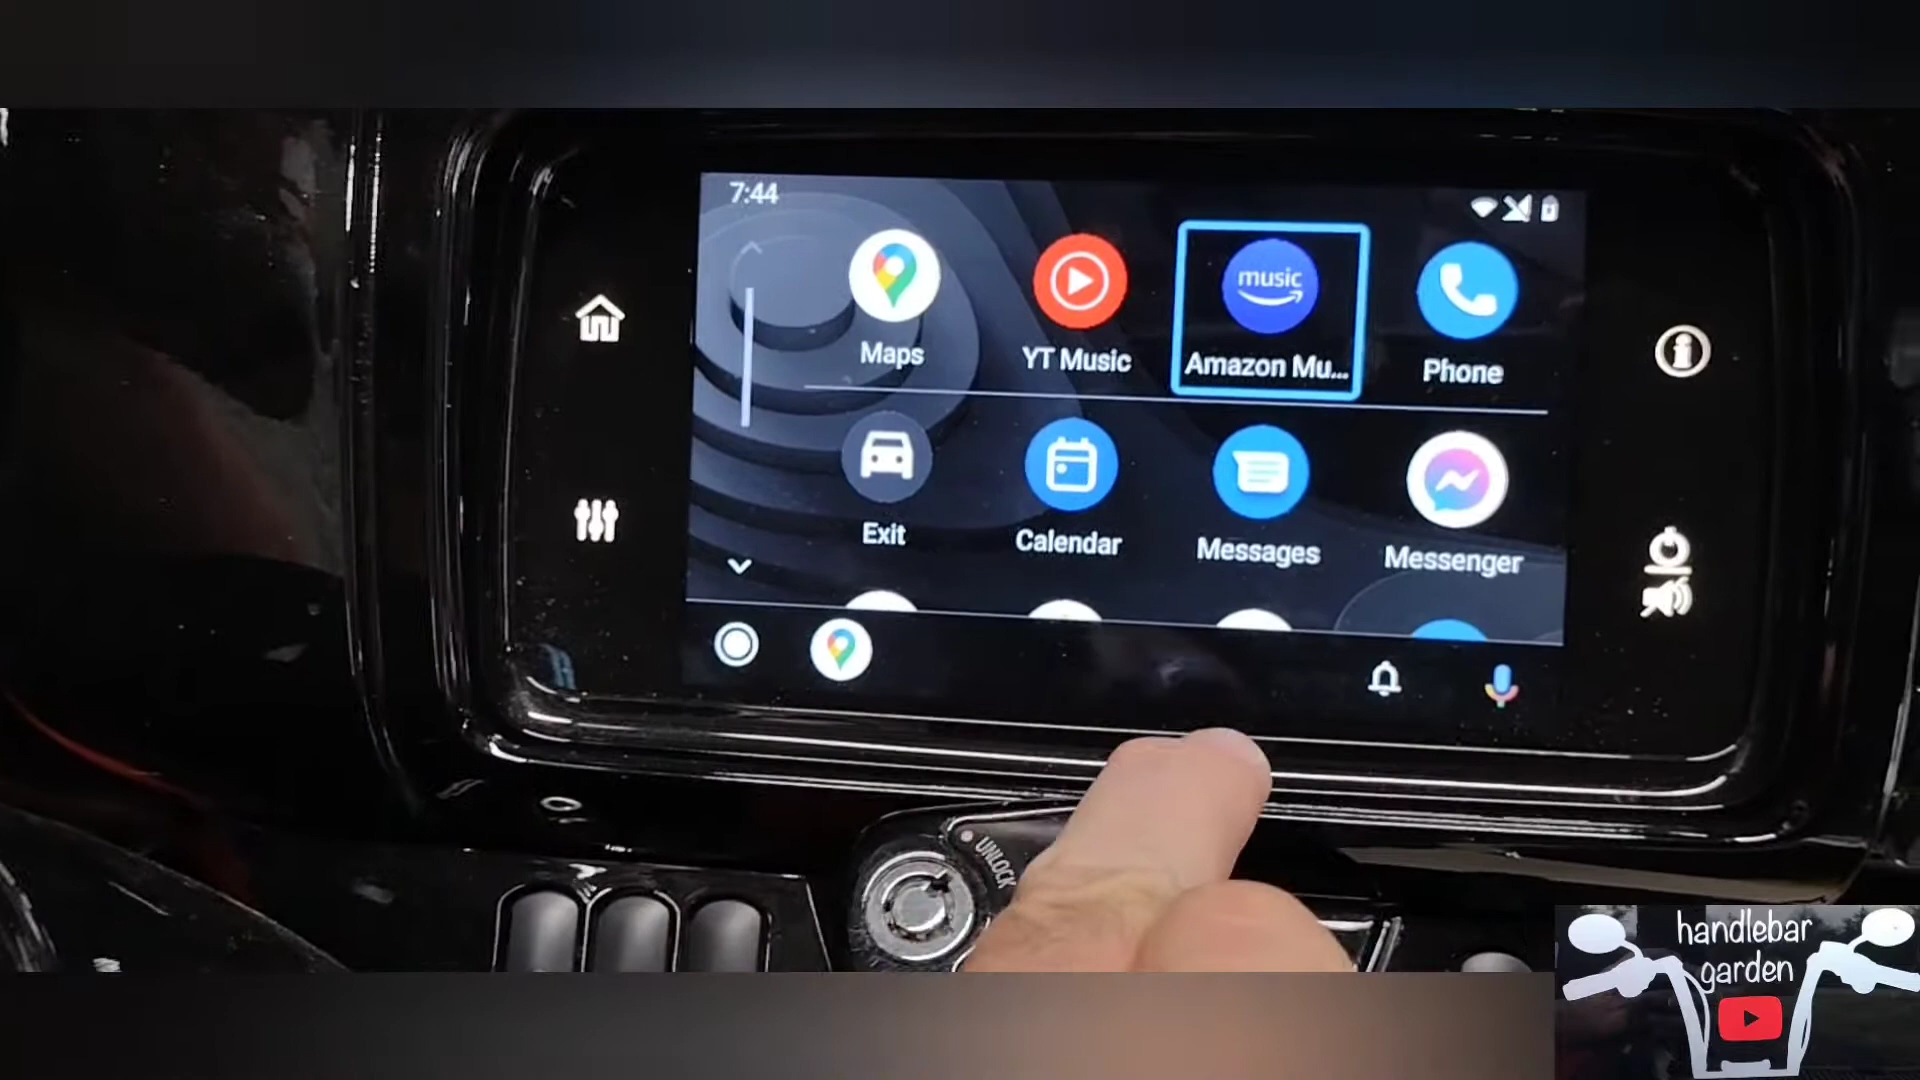 7:44
Maps
YT Music
music
Amazon Mu...
Phone
Exit
Calendar
Messages
Messenger
UNLOCK
handlebar
garden